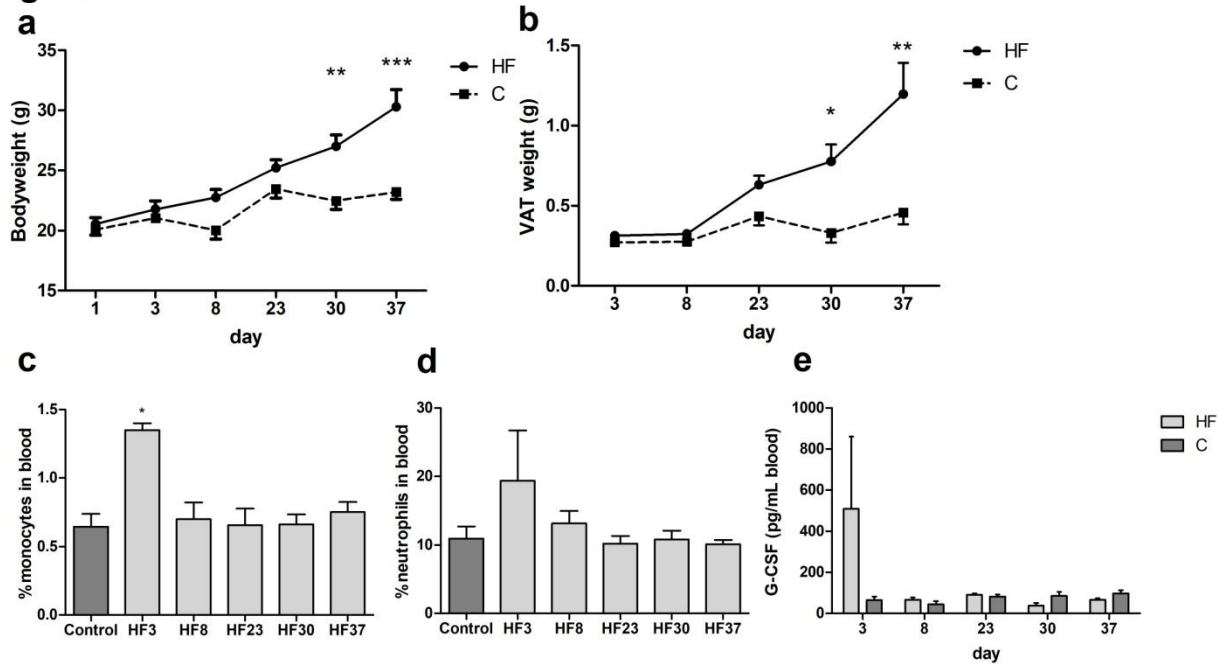 a
35
30
25
20
15
Bodyweight (g)
**
***
HF
C
1 3 8 23 30 37
day
b
1.5
1.0
0.5
0.0
VAT weight (g)
*
**
HF
C
3 8 23 30 37
day
c
1.5
1.0
0.5
0.0
%monocytes in blood
*
Control HF3 HF8 HF23 HF30 HF37
d
30
20
10
0
%neutrophils in blood
Control HF3 HF8 HF23 HF30 HF37
e
1000
800
600
400
200
0
G-CSF (pg/mL blood)
HF
C
3 8 23 30 37
day